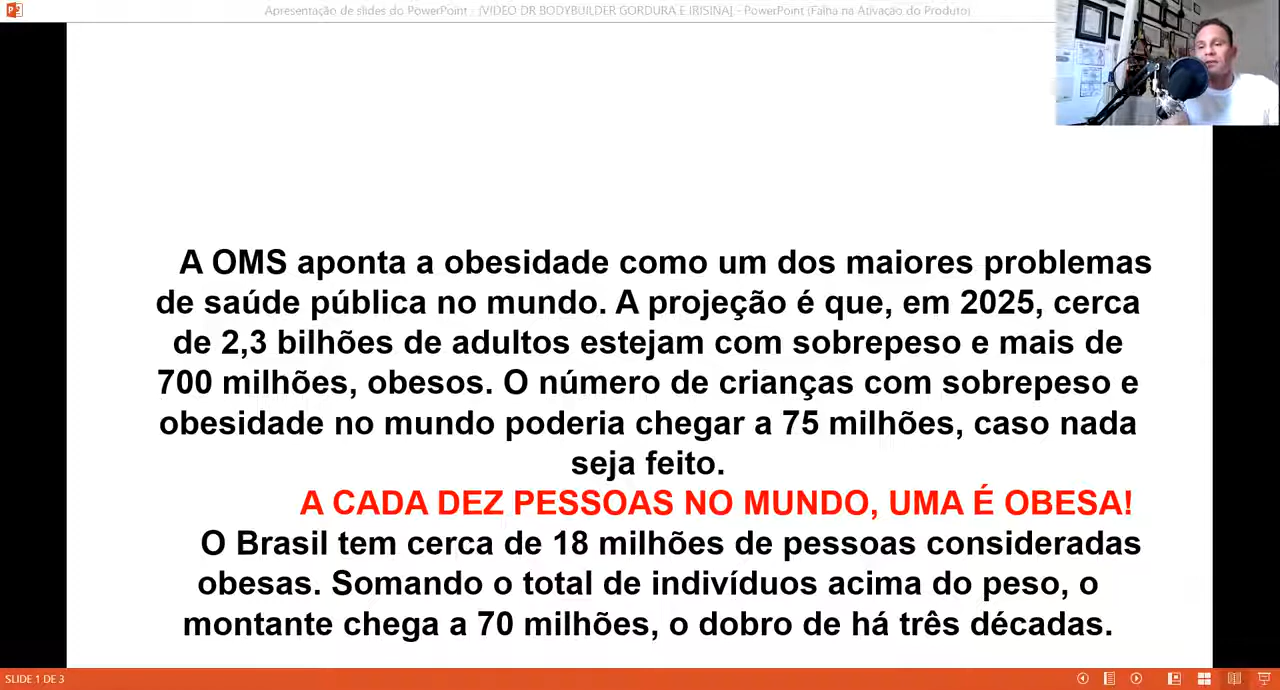 Apresentação de slides do PowerPoint - [VIDEO DR BODYBUILDER GORDURA E IRISINA] - PowerPoint (Falha na Ativação do Produto)
A OMS aponta a obesidade como um dos maiores problemas
de saúde pública no mundo. A projeção é que, em 2025, cerca
de 2,3 bilhões de adultos estejam com sobrepeso e mais de
700 milhões, obesos. O número de crianças com sobrepeso e
obesidade no mundo poderia chegar a 75 milhões, caso nada
seja feito.
A CADA DEZ PESSOAS NO MUNDO, UMA É OBESA!
O Brasil tem cerca de 18 milhões de pessoas consideradas
obesas. Somando o total de indivíduos acima do peso, o
montante chega a 70 milhões, o dobro de há três décadas.
SLIDE 1 DE 3